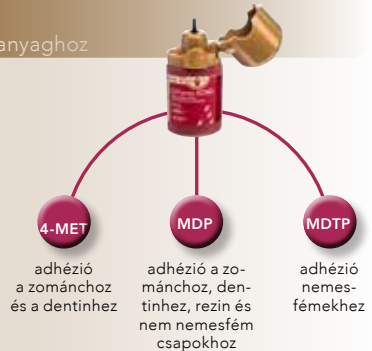 anyaghoz
4-MET
MDP
MDTP
adhézió
a zománchoz
és a dentinhez
adhézió a zo-
mánchoz, den-
tinhez, rezin és
nem nemesfém
csapokhoz
adhézió
nemes-
fémekhez